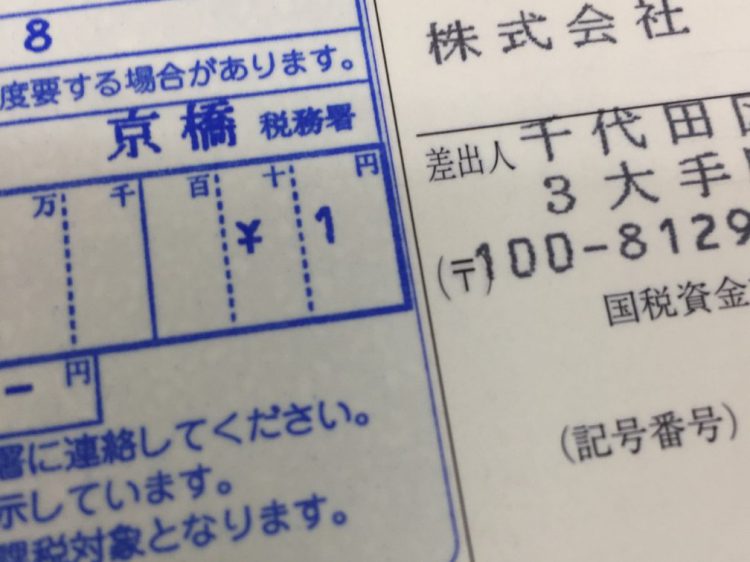 8
度要する場合があります。
京橋 税務署
万 千 百 十 円
¥ 1
- 円
署に連絡してください。
示しています。
課税対象となります。
株式会社
差出人 千代田
3 大手
(〒)100-8129
国税資金
(記号番号)